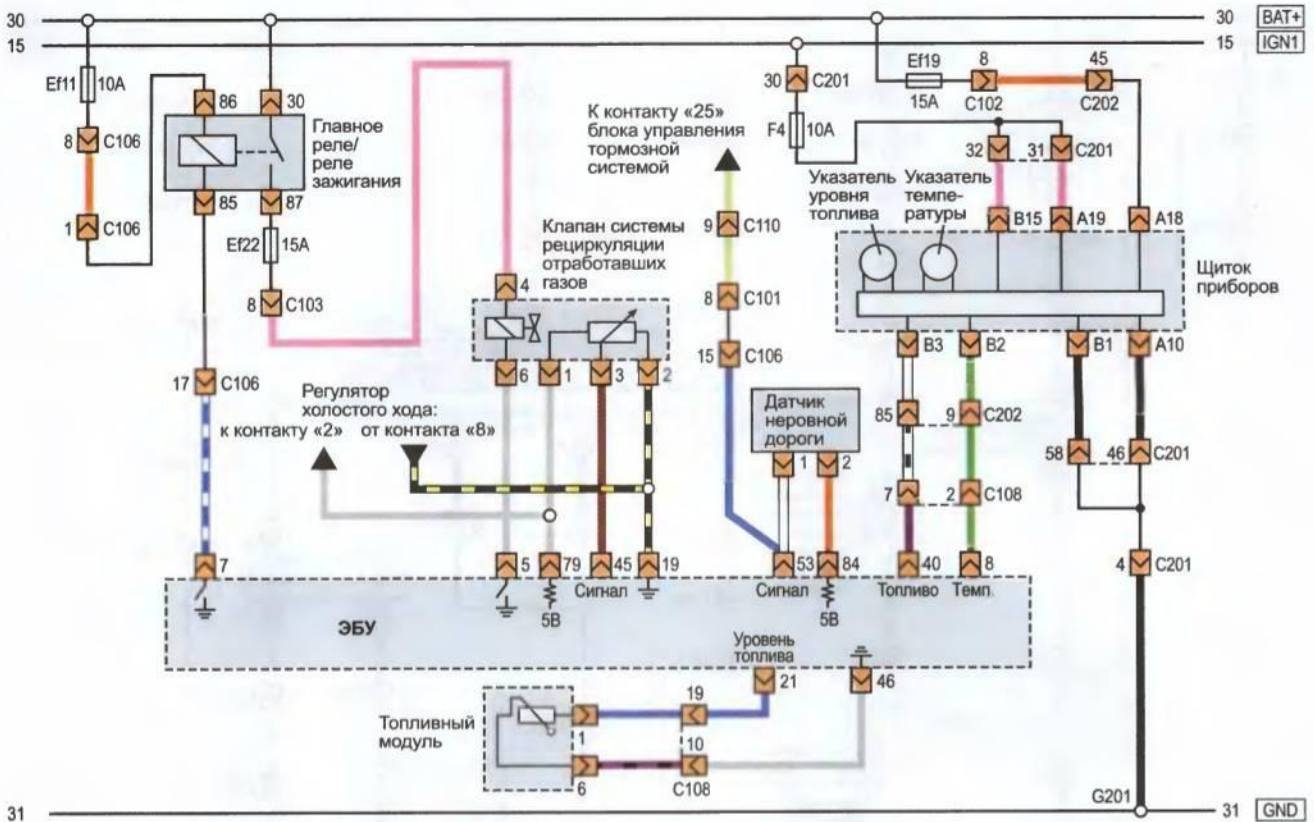 30
30 BAT+
15
15 IGN1
Ef11 10A
86
30
Главное
реле/
реле
зажигания
8 C106
1 C106
85
87
Ef22 15A
8 C103
17 C106
К контакту «25»
блока управления
тормозной
системой
30 C201
F4 10A
Ef19
15A
8
C102
45
C202
32
31 C201
Указатель
уровня
топлива
Указатель
темпе-
ратуры
B15
A19
A18
Щиток
приборов
9 C110
8 C101
15 C106
Клапан системы
рециркуляции
отработавших
газов
4
6
1
3
2
B3
B2
B1
A10
Регулятор
холостого хода:
к контакту «2» от контакта «8»
Датчик
неровной
дороги
1
2
85
9 C202
58
46 C201
7
2 C108
4 C201
7
5
79
45
19
53
84
40
8
5В
Сигнал
Сигнал
5В
Топливо
Темп.
ЭБУ
Уровень
топлива
21
46
Топливный
модуль
1
19
6
10
C108
G201
31
31 GND